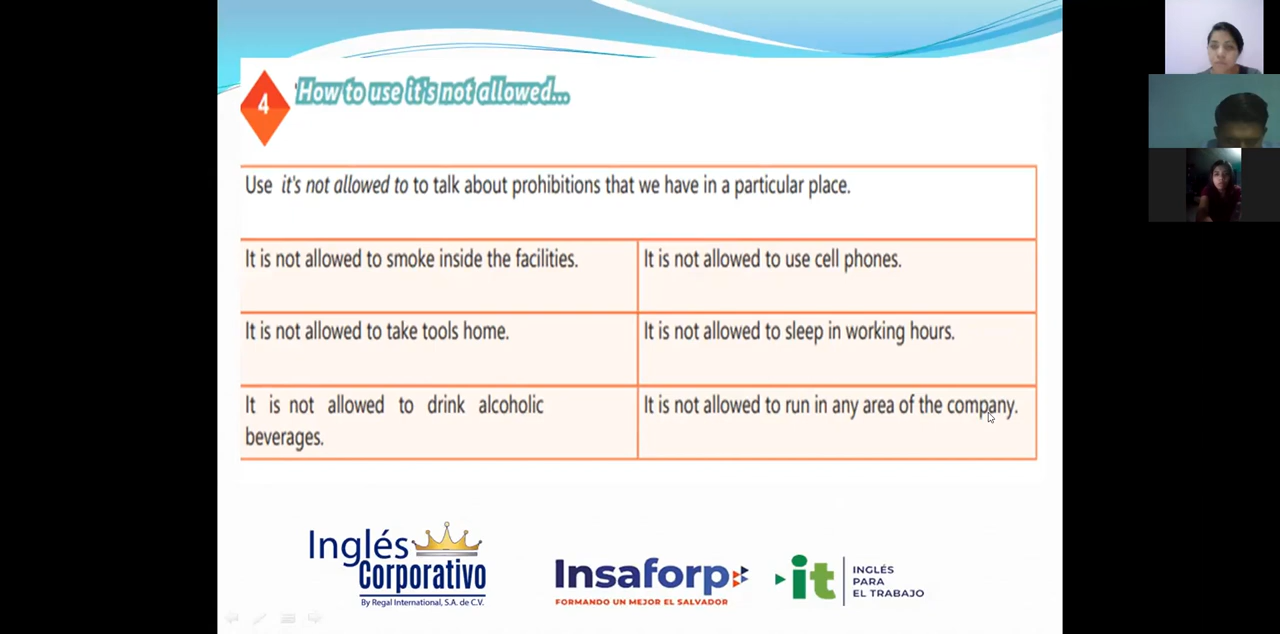 4
How to use it's not allowed...
Use it's not allowed to to talk about prohibitions that we have in a particular place.
It is not allowed to smoke inside the facilities.
It is not allowed to use cell phones.
It is not allowed to take tools home.
It is not allowed to sleep in working hours.
It is not allowed to drink alcoholic
beverages.
It is not allowed to run in any area of the company.
Inglés
Corporativo
By Regal International, S.A. de C.V.
Insaforp
FORMANDO UN MEJOR EL SALVADOR
it
INGLÉS
PARA
EL TRABAJO